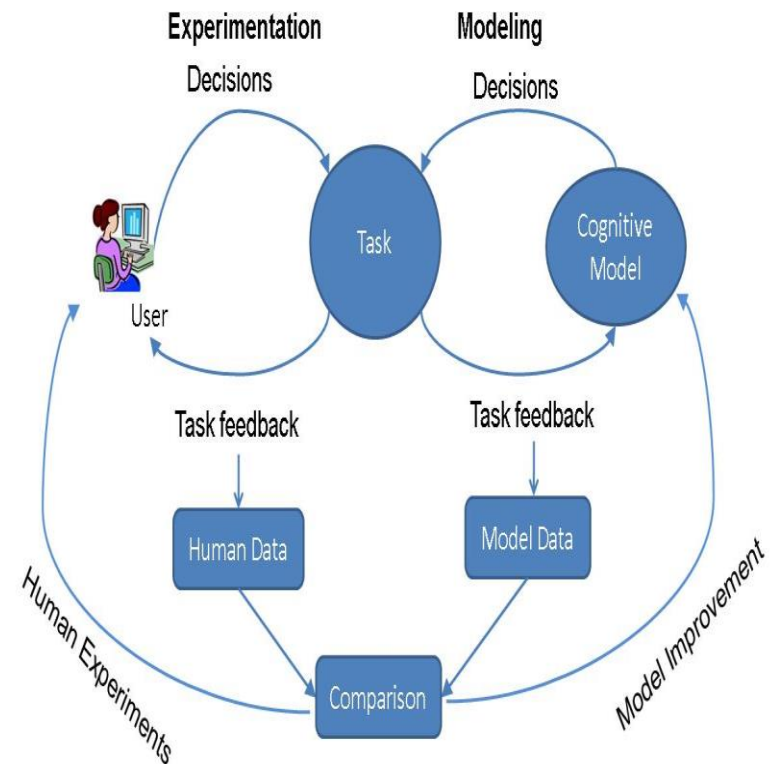 Experimentation
Modeling
Decisions
Decisions
Task
Cognitive
Model
User
Task feedback
Task feedback
Human Data
Model Data
Human Experiments
Model Improvement
Comparison